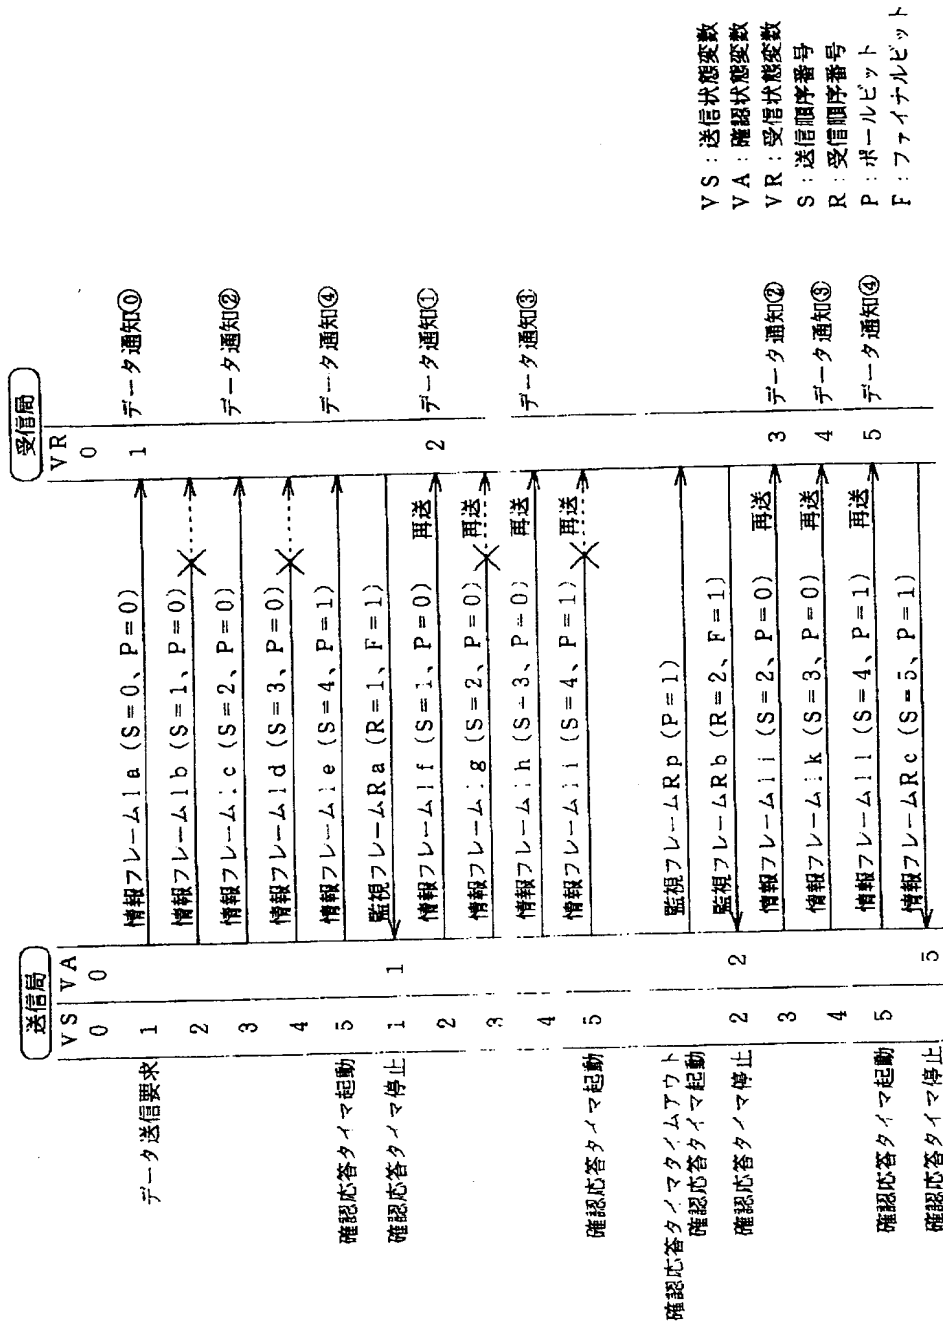 送信局
VS VA
0 0
データ送信要求
1
2
3
4
確認応答タイマ起動 5
確認応答タイマ停止 1 1
2
3
4
確認応答タイマ起動 5
確認応答タイマタイムアウト
確認応答タイマ起動
確認応答タイマ停止 2 2
3
4
確認応答タイマ起動 5
確認応答タイマ停止 5
情報フレームIa (S=0、P=0)
情報フレームIb (S=1、P=0)
情報フレームIc (S=2、P=0)
情報フレームId (S=3、P=0)
情報フレームIe (S=4、P=1)
監視フレームRa (R=1、F=1)
情報フレームIf (S=1、P=0) 再送
情報フレームIg (S=2、P=0) 再送
情報フレームIh (S=3、P=0) 再送
情報フレームIi (S=4、P=1) 再送
監視フレームRp (P=1)
監視フレームRb (R=2、F=1)
情報フレームIj (S=2、P=0) 再送
情報フレームIk (S=3、P=0) 再送
情報フレームIl (S=4、P=1) 再送
情報フレームRc (S=5、P=1)
受信局
VR
0
1 データ通知⓪
データ通知②
データ通知④
2 データ通知①
データ通知③
3 データ通知②
4 データ通知③
5 データ通知④
VS:送信状態変数
VA:確認状態変数
VR:受信状態変数
S:送信順序番号
R:受信順序番号
P:ポールビット
F:ファイナルビット